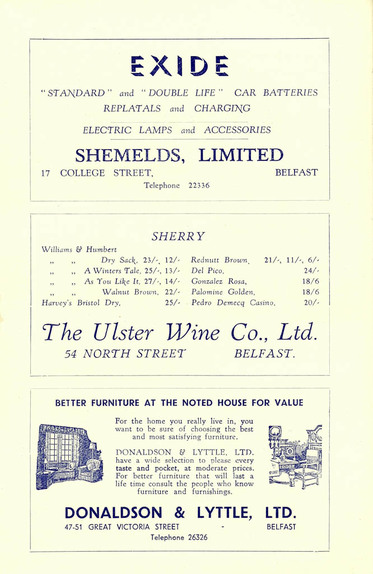 EXIDE
"STANDARD" and "DOUBLE LIFE" CAR BATTERIES
REPLATALS and CHARGING
ELECTRIC LAMPS and ACCESSORIES
SHEMELDS, LIMITED
17 COLLEGE STREET, BELFAST
Telephone 22336
SHERRY
Williams & Humbert
„ „ Dry Sack, 23/-, 12/-
„ „ A Winters Tale, 25/-, 13/-
„ „ As You Like It, 27/-, 14/-
„ „ Walnut Brown, 22/-
Harvey's Bristol Dry, 25/-
Rednutt Brown, 21/-, 11/-, 6/-
Del Pico, 24/-
Gonzalez Rosa, 18/6
Palomine Golden, 18/6
Pedro Demecq Casino, 20/-
The Ulster Wine Co., Ltd.
54 NORTH STREET BELFAST.
BETTER FURNITURE AT THE NOTED HOUSE FOR VALUE
For the home you really live in, you
want to be sure of choosing the best
and most satisfying furniture.
DONALDSON & LYTTLE, LTD.
have a wide selection to please every
taste and pocket, at moderate prices.
For better furniture that will last a
life time consult the people who know
furniture and furnishings.
DONALDSON & LYTTLE, LTD.
47-51 GREAT VICTORIA STREET - BELFAST
Telephone 26326